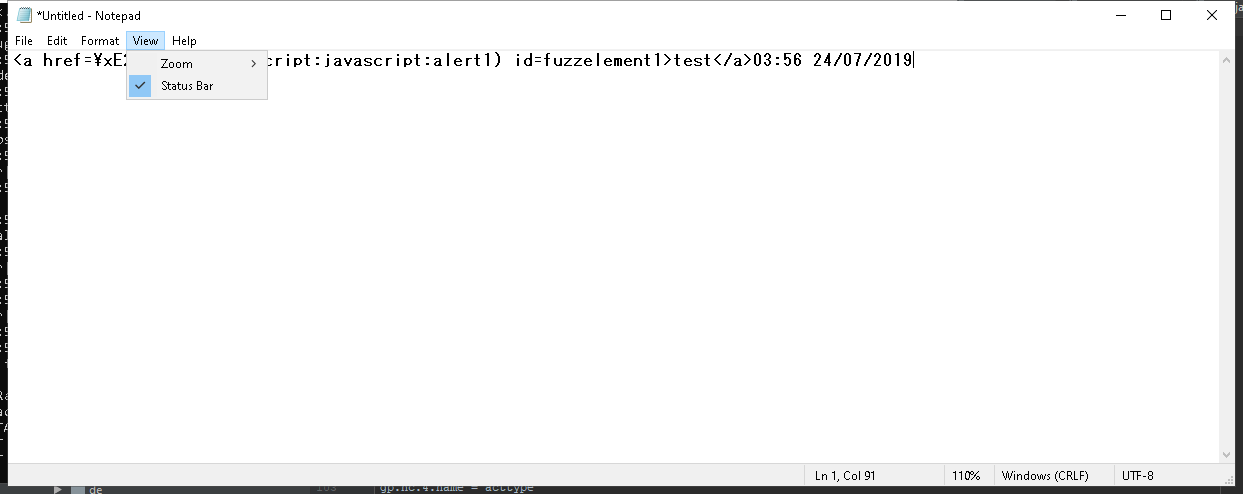 *Untitled - Notepad
File Edit Format View Help
<a href=¥xE2 cript:javascript:alert1) id=fuzzelement1>test</a>03:56 24/07/2019
Zoom
Status Bar
Ln 1, Col 91 110% Windows (CRLF) UTF-8
de gp.nc.4.name = acctype